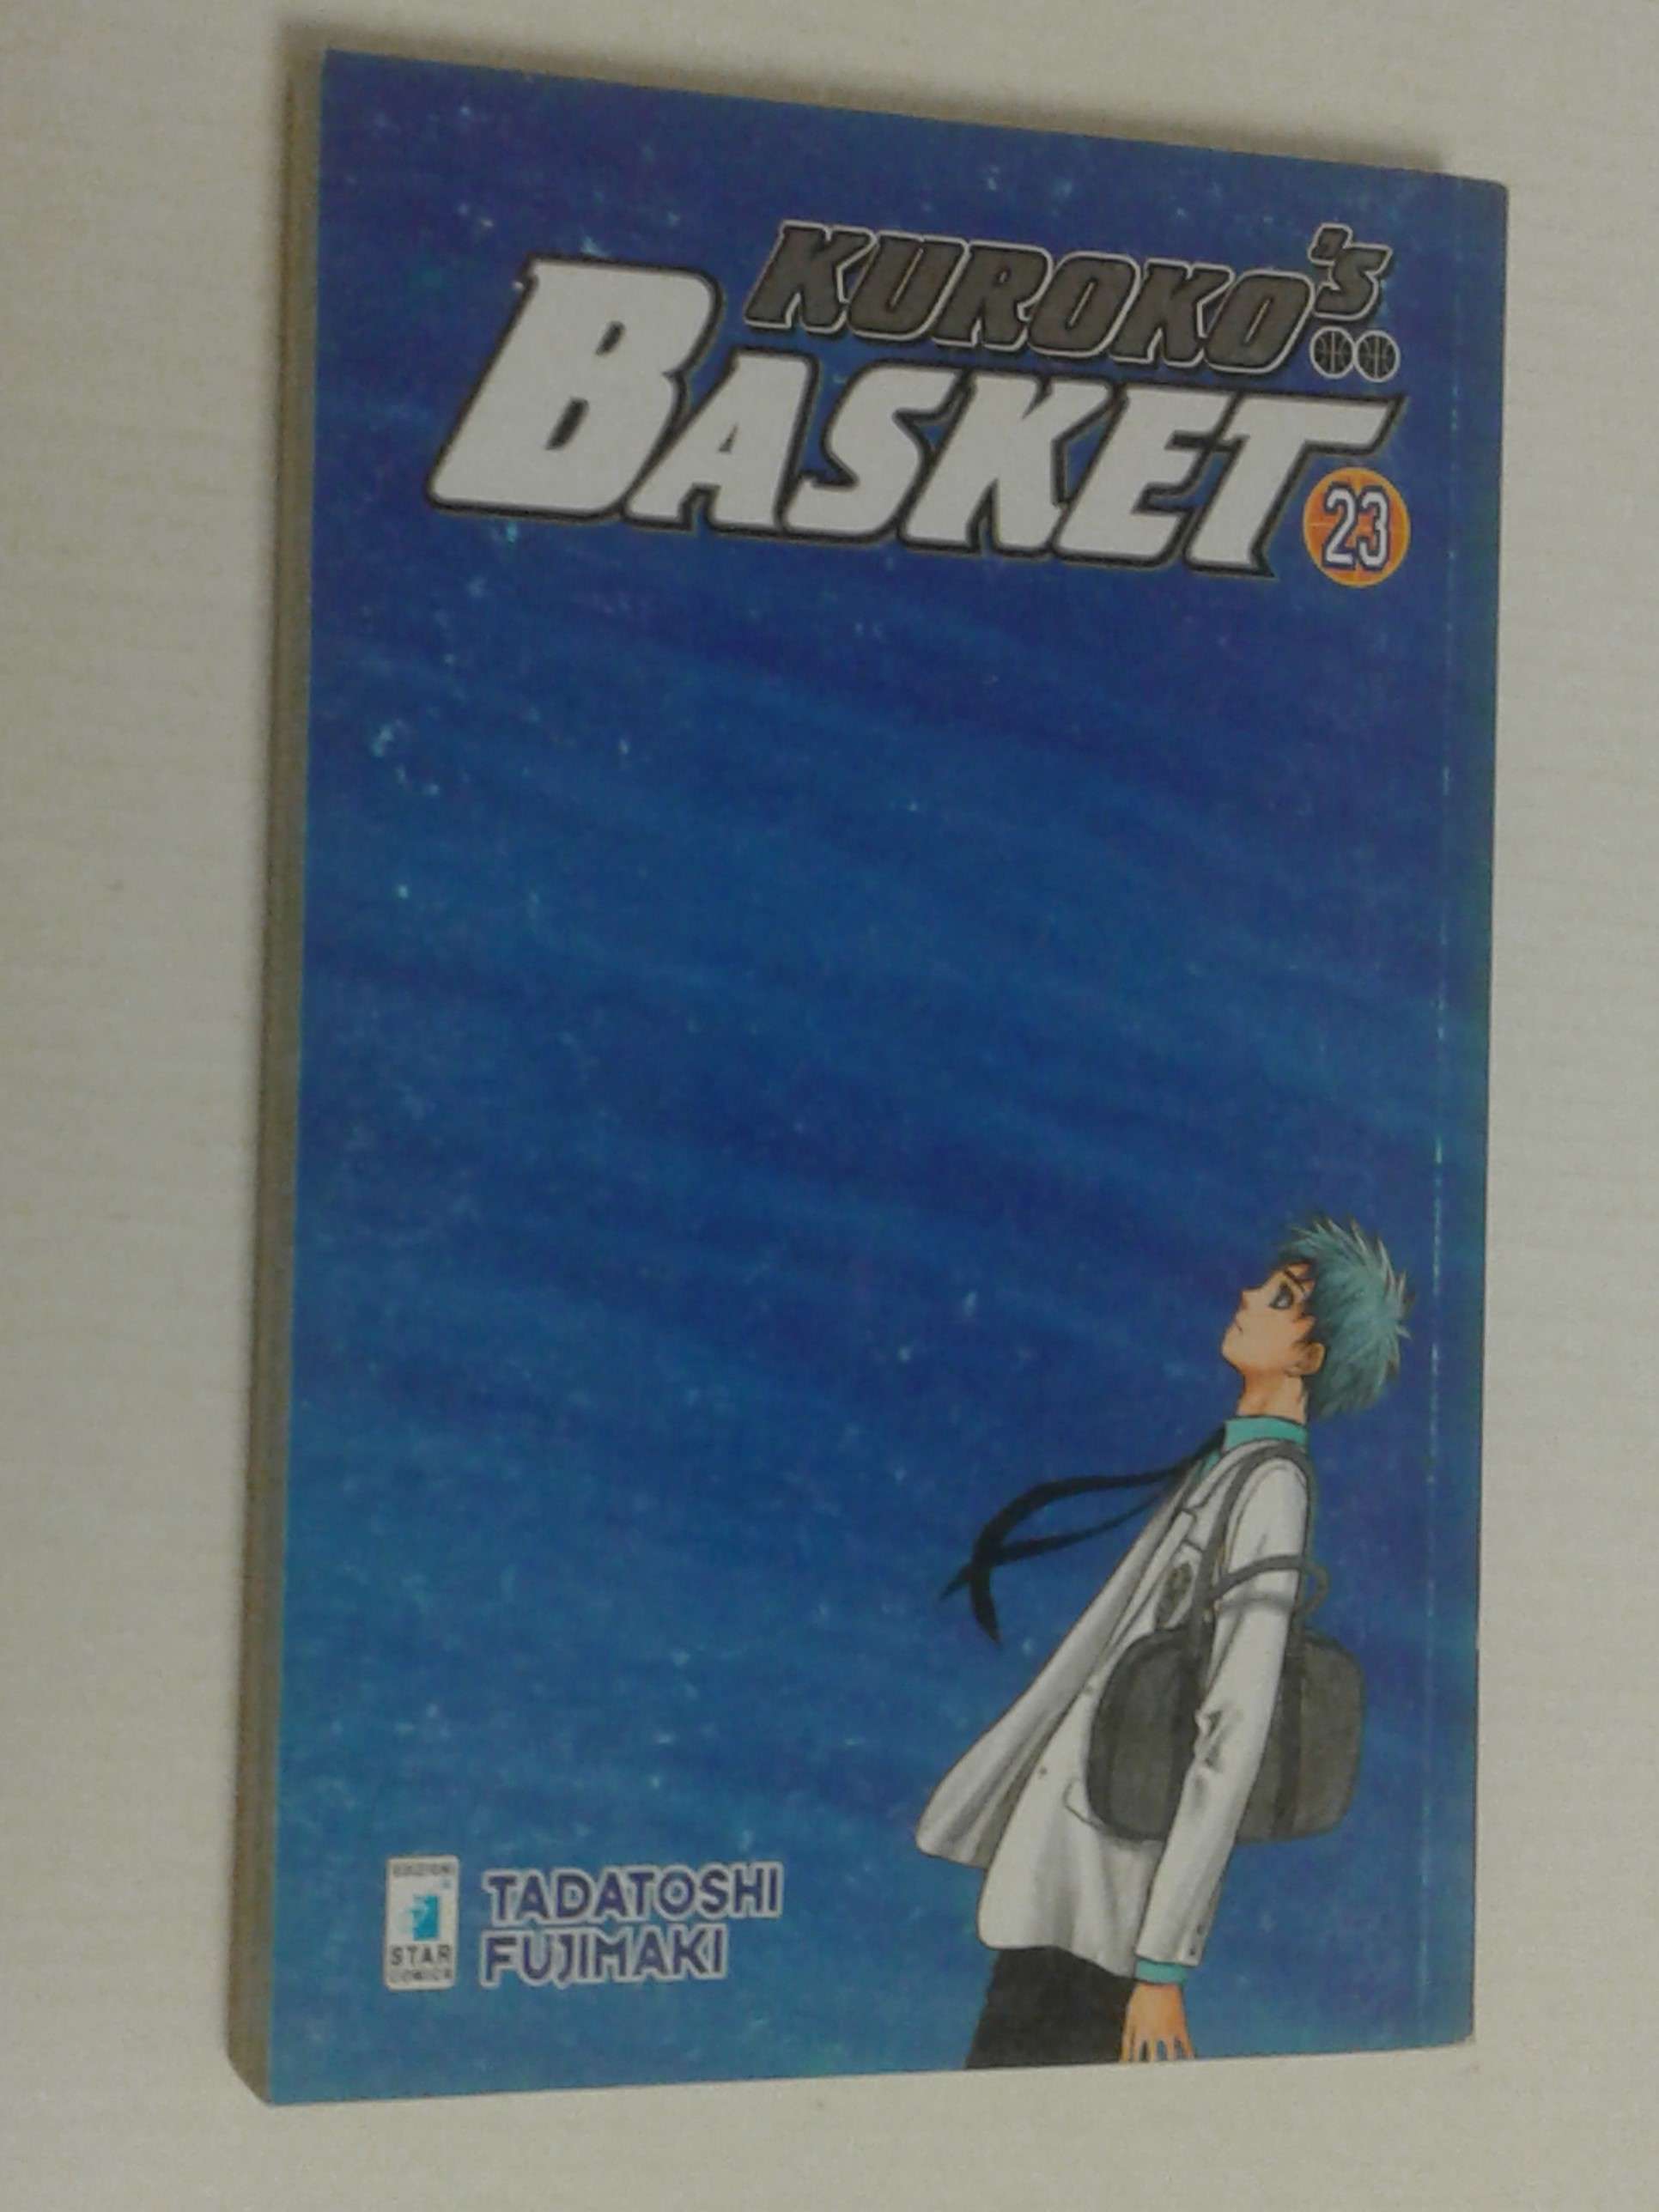 KUROKO'S
BASKET
23
EDIZIONI
STAR
COMICS
TADATOSHI
FUJIMAKI